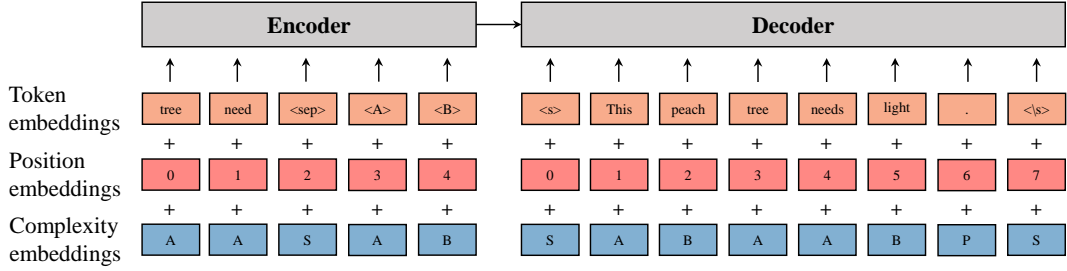 Encoder Decoder
Token embeddings tree need <sep> <A> <B> <s> This peach tree needs light . <\s>
+ + + + + + + + + + + + +
Position embeddings 0 1 2 3 4 0 1 2 3 4 5 6 7
+ + + + + + + + + + + + +
Complexity embeddings A A S A B S A B A A B P S